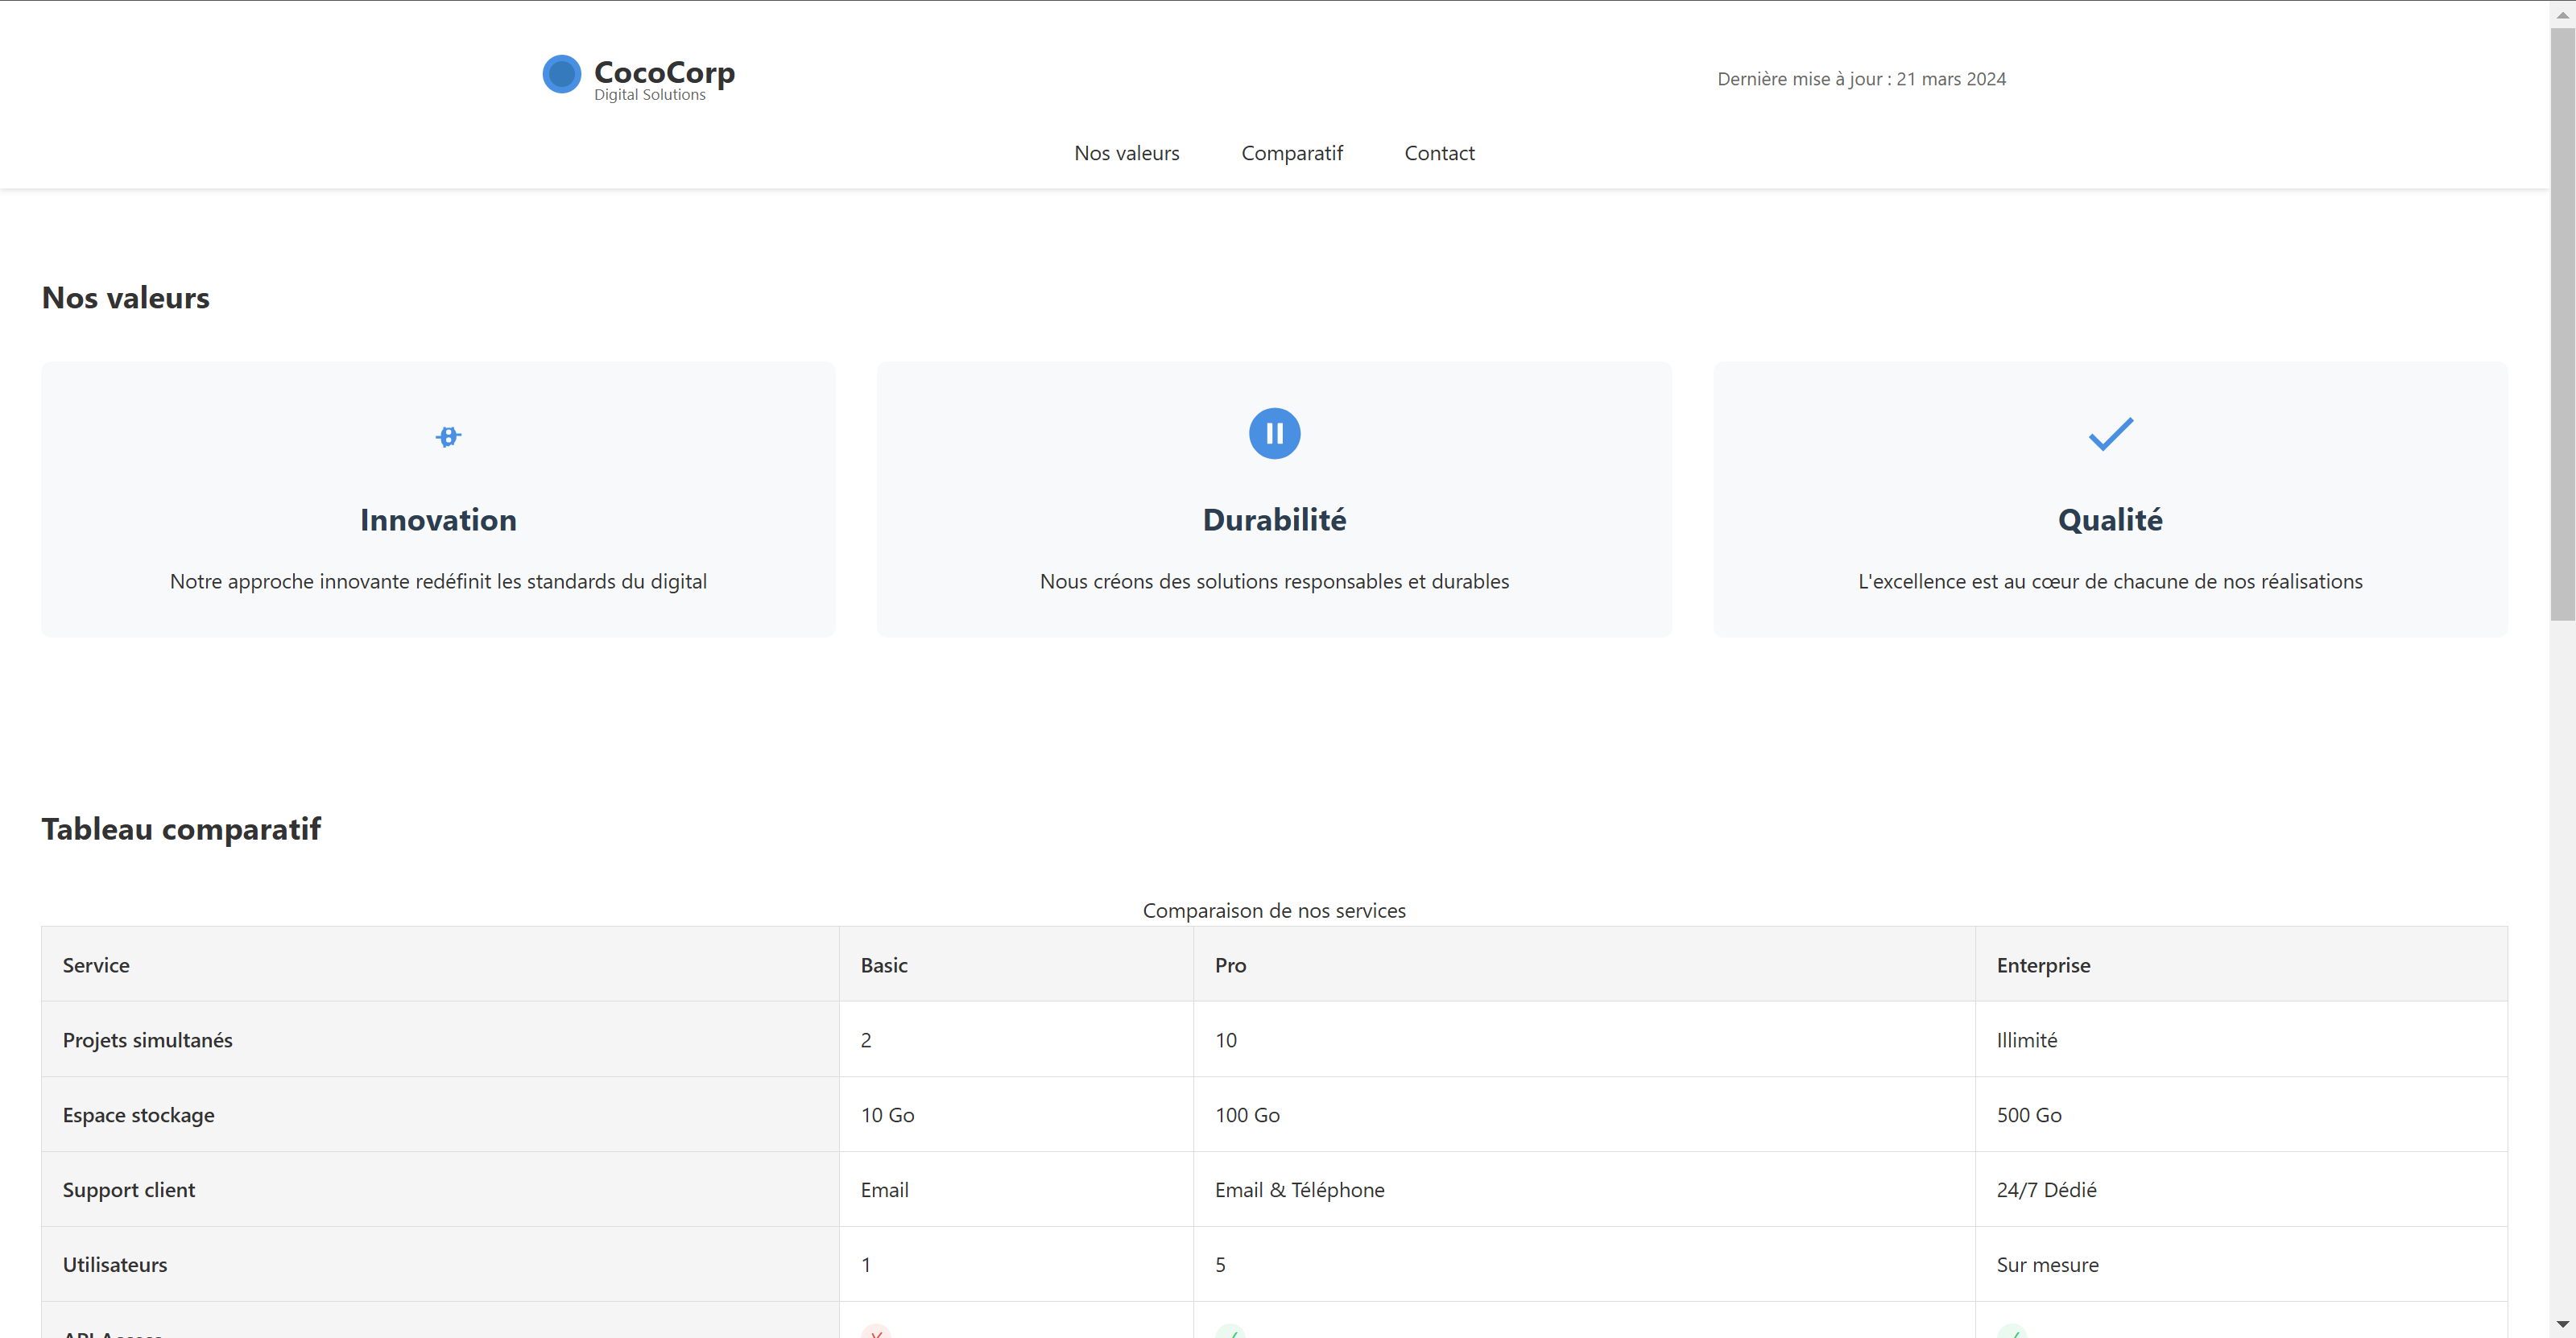 CocoCorp
Digital Solutions
Dernière mise à jour : 21 mars 2024
Nos valeurs Comparatif Contact
Nos valeurs
Innovation
Notre approche innovante redéfinit les standards du digital
Durabilité
Nous créons des solutions responsables et durables
Qualité
L'excellence est au cœur de chacune de nos réalisations
Tableau comparatif
Comparaison de nos services
Service Basic Pro Enterprise
Projets simultanés 2 10 Illimité
Espace stockage 10 Go 100 Go 500 Go
Support client Email Email & Téléphone 24/7 Dédié
Utilisateurs 1 5 Sur mesure